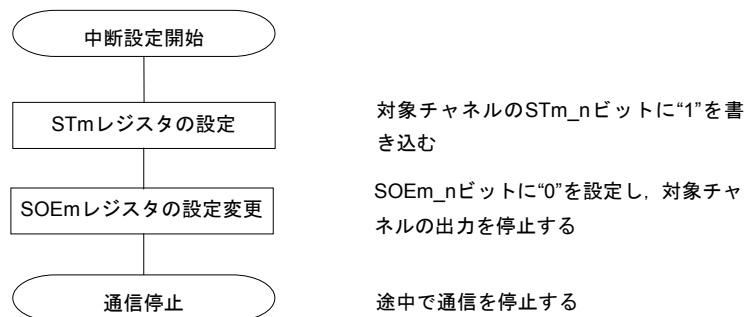 中断設定開始
STmレジスタの設定
対象チャネルのSTm_nビットに“1”を書
き込む
SOEmレジスタの設定変更
SOEm_nビットに“0”を設定し，対象チャ
ネルの出力を停止する
通信停止
途中で通信を停止する